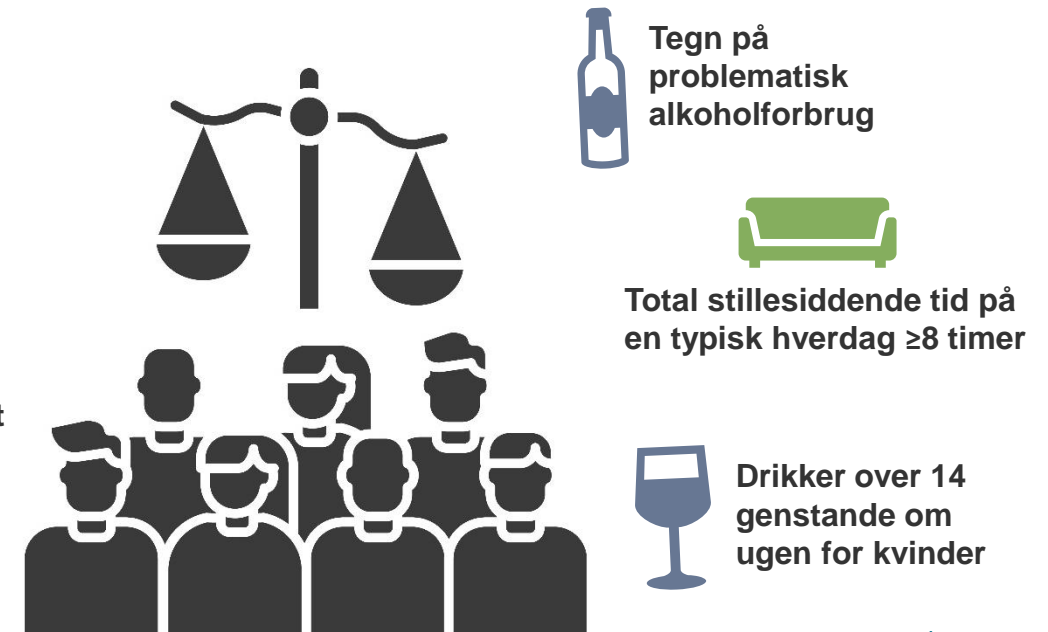 Tegn på
problematisk
alkoholforbrug
Total stillesiddende tid på
en typisk hverdag ≥8 timer
Drikker over 14
genstande om
ugen for kvinder